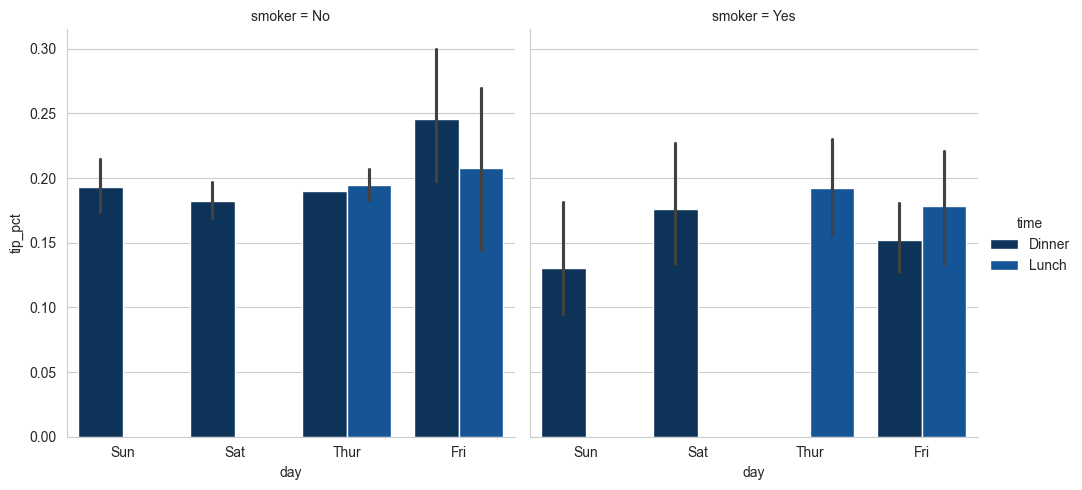 smoker = No
smoker = Yes
0.30
0.25
0.20
0.15
0.10
0.05
0.00
tip_pct
Sun Sat Thur Fri
day
Sun Sat Thur Fri
day
time
Dinner
Lunch